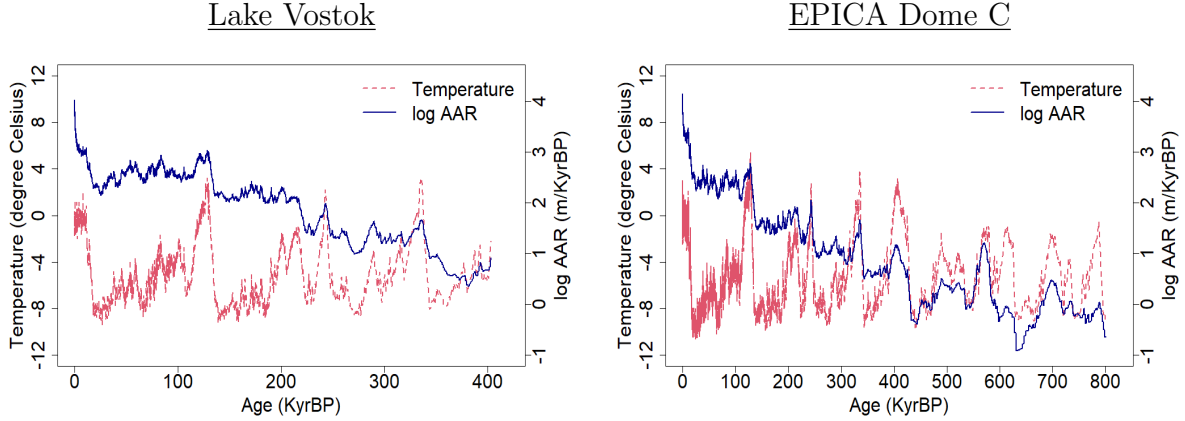 Lake Vostok
Temperature (degree Celsius)
12
8
4
0
-4
-8
-12
Temperature
log AAR
4
3
2
1
0
-1
log AAR (m/KyrBP)
0 100 200 300 400
Age (KyrBP)
EPICA Dome C
Temperature (degree Celsius)
12
8
4
0
-4
-8
-12
Temperature
log AAR
4
3
2
1
0
-1
log AAR (m/KyrBP)
0 100 200 300 400 500 600 700 800
Age (KyrBP)